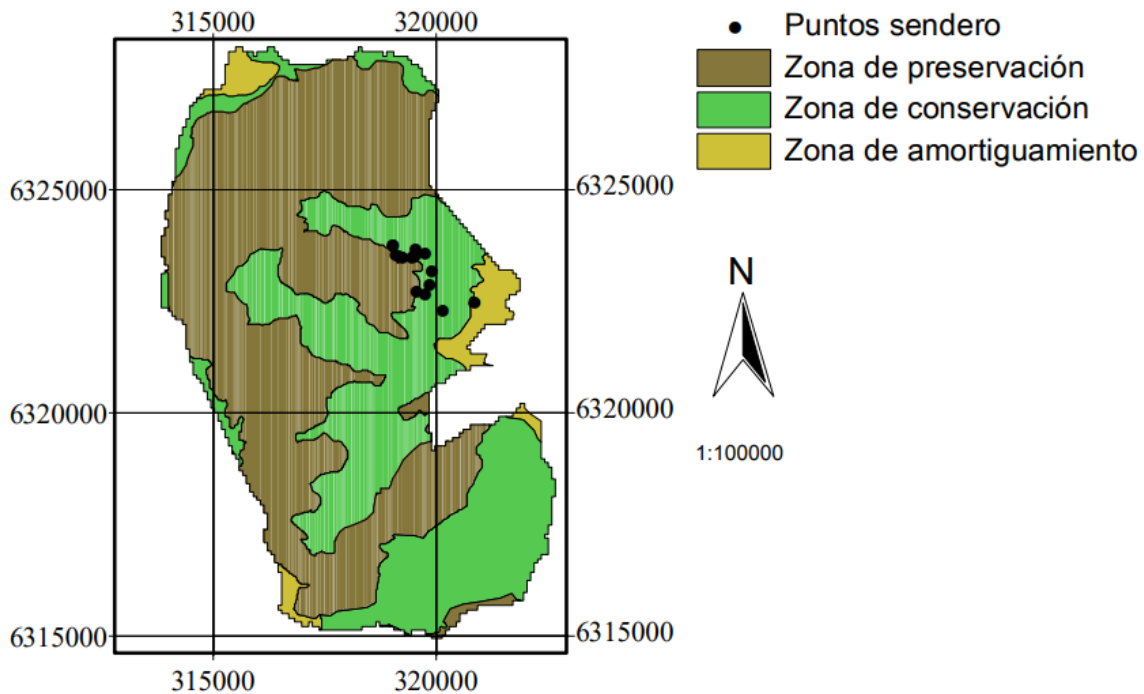 315000 320000
6325000 6325000
6320000 6320000
6315000 6315000
315000 320000
Puntos sendero
Zona de preservación
Zona de conservación
Zona de amortiguamiento
N
1:100000